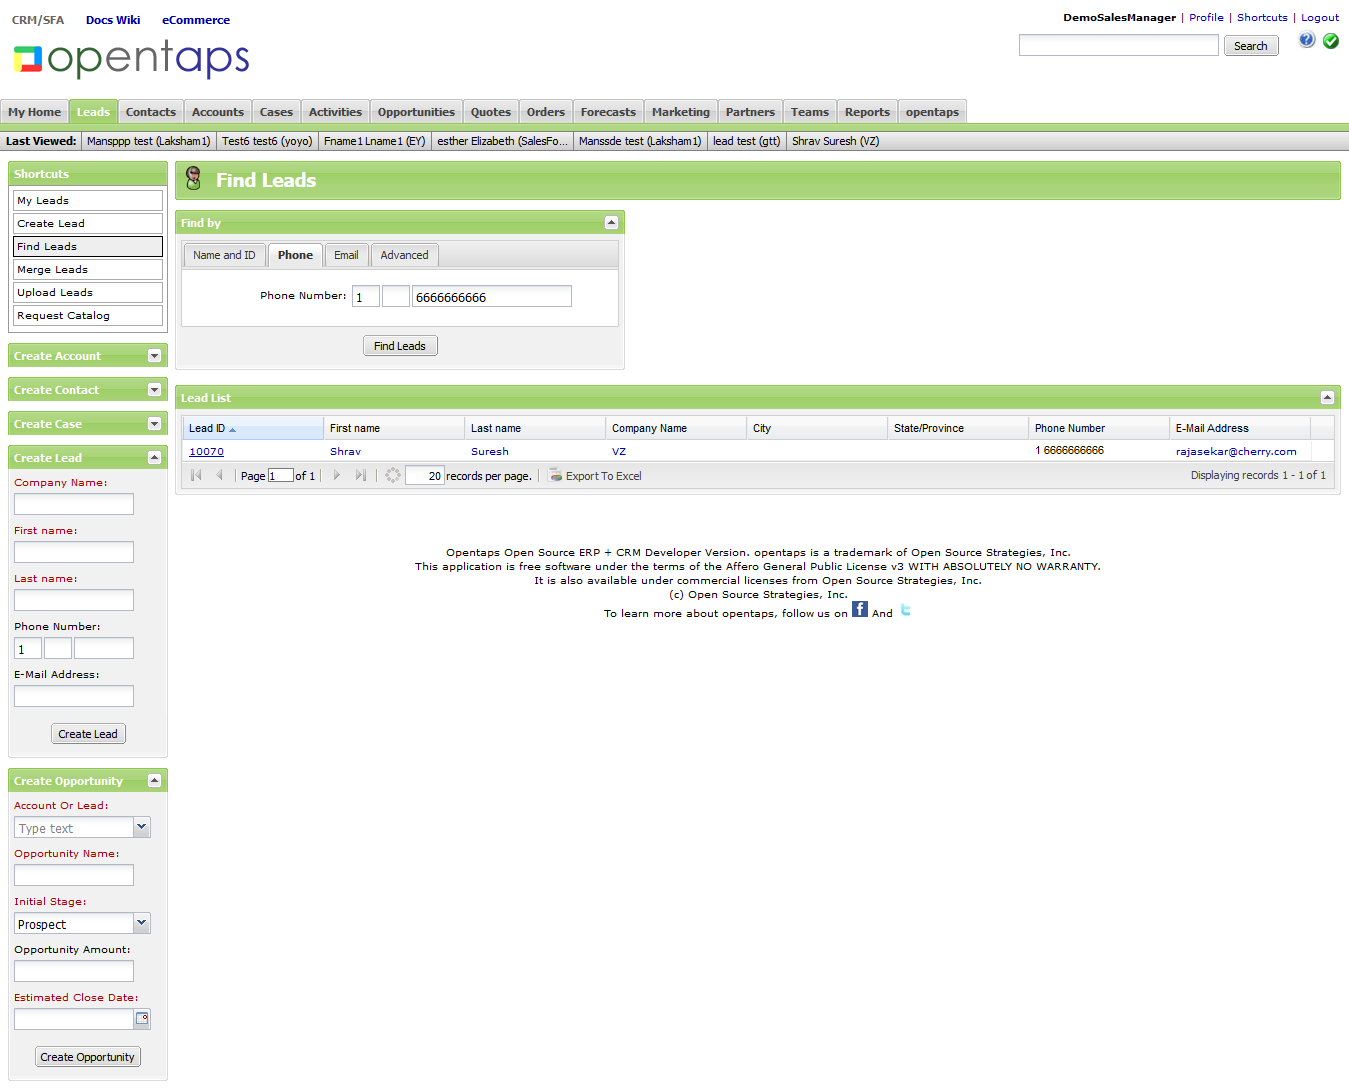 CRM/SFA Docs Wiki eCommerce
DemoSalesManager | Profile | Shortcuts | Logout
opentaps
Search
My Home Leads Contacts Accounts Cases Activities Opportunities Quotes Orders Forecasts Marketing Partners Teams Reports opentaps
Last Viewed: Mansppp test (Laksham1) Test6 test6 (yoyo) Fname1 Lname1 (EY) esther Elizabeth (SalesFo... Manssde test (Laksham1) lead test (gtt) Shrav Suresh (VZ)
Shortcuts
My Leads
Create Lead
Find Leads
Merge Leads
Upload Leads
Request Catalog
Create Account
Create Contact
Create Case
Create Lead
Company Name:
First name:
Last name:
Phone Number:
1
E-Mail Address:
Create Lead
Create Opportunity
Account Or Lead:
Type text
Opportunity Name:
Initial Stage:
Prospect
Opportunity Amount:
Estimated Close Date:
Create Opportunity
Find Leads
Find by
Name and ID Phone Email Advanced
Phone Number: 1 6666666666
Find Leads
Lead List
Lead ID First name Last name Company Name City State/Province Phone Number E-Mail Address
10070 Shrav Suresh VZ 1 6666666666 rajasekar@cherry.com
Page 1 of 1 20 records per page. Export To Excel Displaying records 1 - 1 of 1
Opentaps Open Source ERP + CRM Developer Version. opentaps is a trademark of Open Source Strategies, Inc.
This application is free software under the terms of the Affero General Public License v3 WITH ABSOLUTELY NO WARRANTY.
It is also available under commercial licenses from Open Source Strategies, Inc.
(c) Open Source Strategies, Inc.
To learn more about opentaps, follow us on f And t